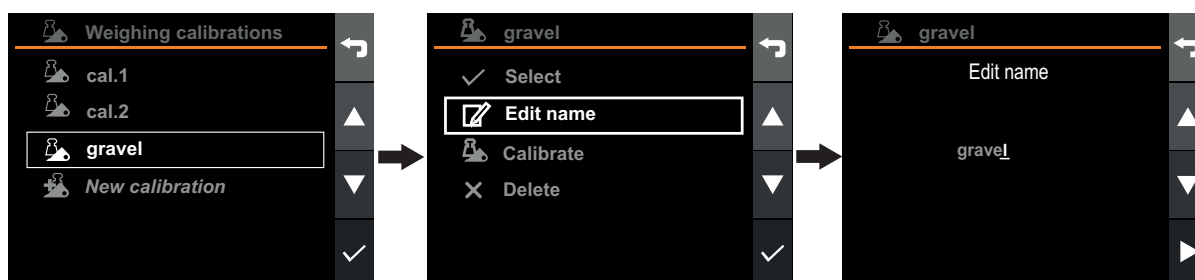 Weighing calibrations
cal.1
cal.2
gravel
New calibration
gravel
Select
Edit name
Calibrate
Delete
gravel
Edit name
gravel